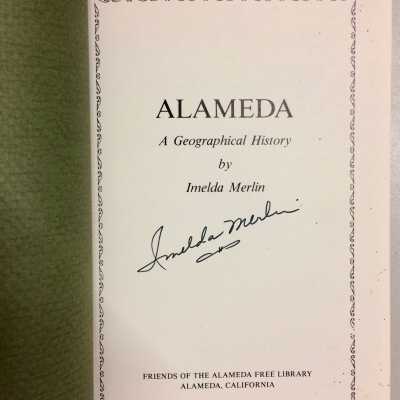 ALAMEDA
A Geographical History
by
Imelda Merlin
Imelda Merlin
FRIENDS OF THE ALAMEDA FREE LIBRARY
ALAMEDA, CALIFORNIA